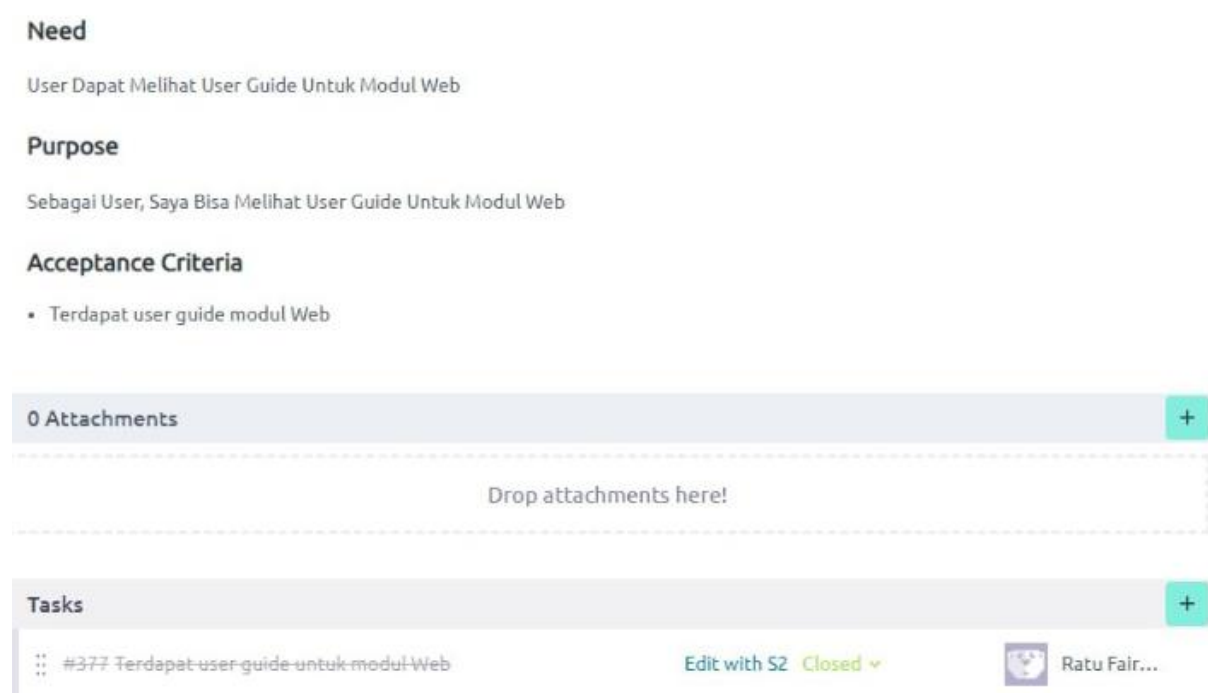 Need
User Dapat Melihat User Guide Untuk Modul Web
Purpose
Sebagai User, Saya Bisa Melihat User Guide Untuk Modul Web
Acceptance Criteria
• Terdapat user guide modul Web
0 Attachments +
Drop attachments here!
Tasks +
#377 Terdapat user guide untuk modul Web Edit with S2 Closed Ratu Fair...